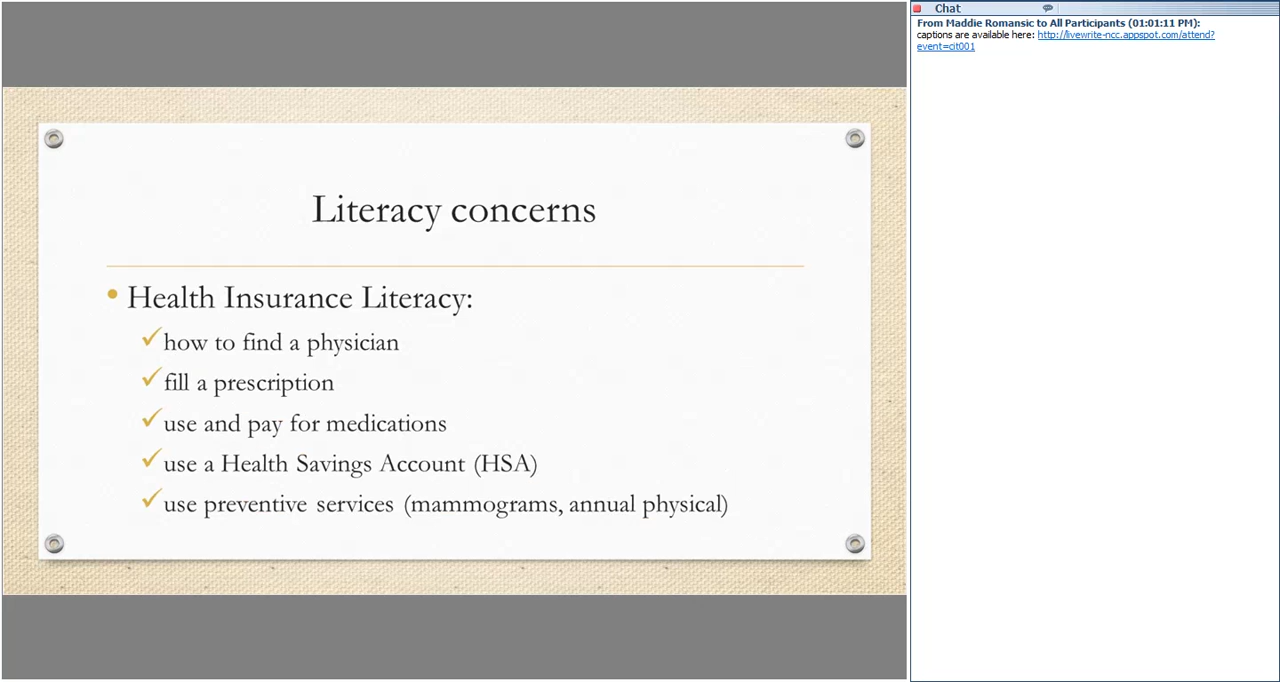 Literacy concerns
• Health Insurance Literacy:
✓how to find a physician
✓fill a prescription
✓use and pay for medications
✓use a Health Savings Account (HSA)
✓use preventive services (mammograms, annual physical)
Chat
From Maddie Romansic to All Participants (01:01:11 PM):
captions are available here: http://livewrite-ncc.appspot.com/attend?
event=cit001